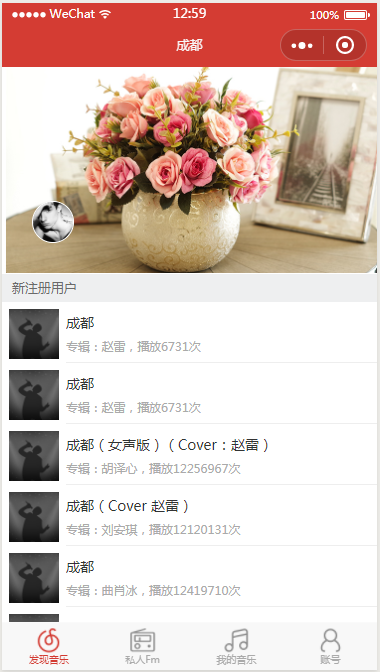 WeChat 12:59 100%
成都
新注册用户
成都
专辑：赵雷，播放6731次
成都
专辑：赵雷，播放6731次
成都（女声版）（Cover：赵雷）
专辑：胡译心，播放12256967次
成都（Cover 赵雷）
专辑：刘安琪，播放12120131次
成都
专辑：曲肖冰，播放12419710次
发现音乐 私人Fm 我的音乐 账号